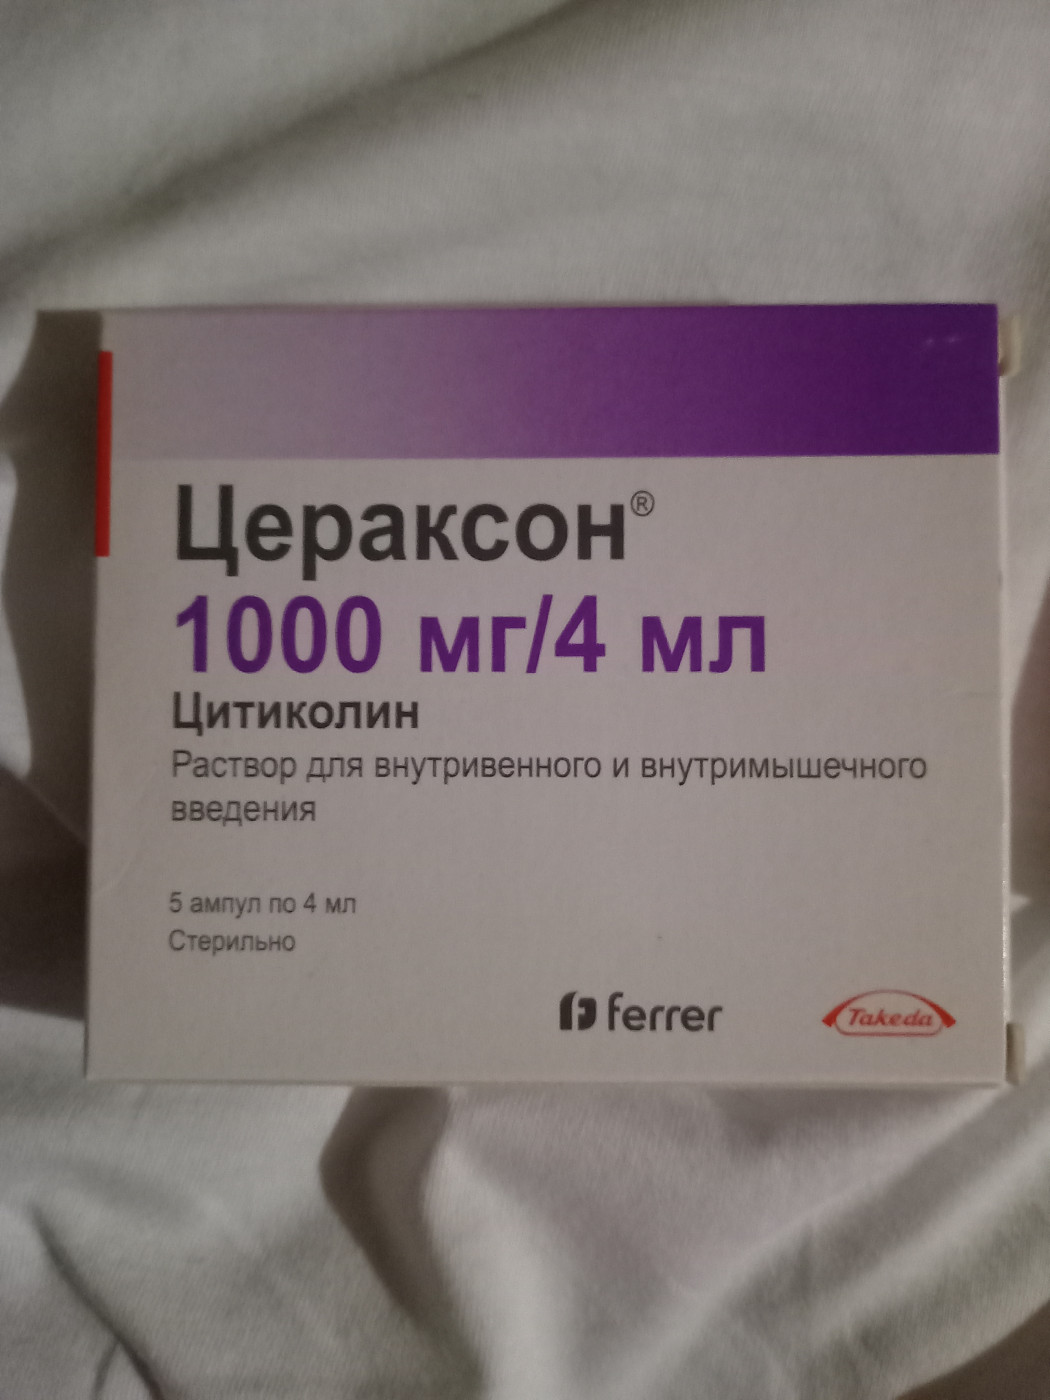 Цераксон®
1000 мг/4 мл
Цитиколин
Раствор для внутривенного и внутримышечного
введения
5 ампул по 4 мл
Стерильно
ferrer
Takeda